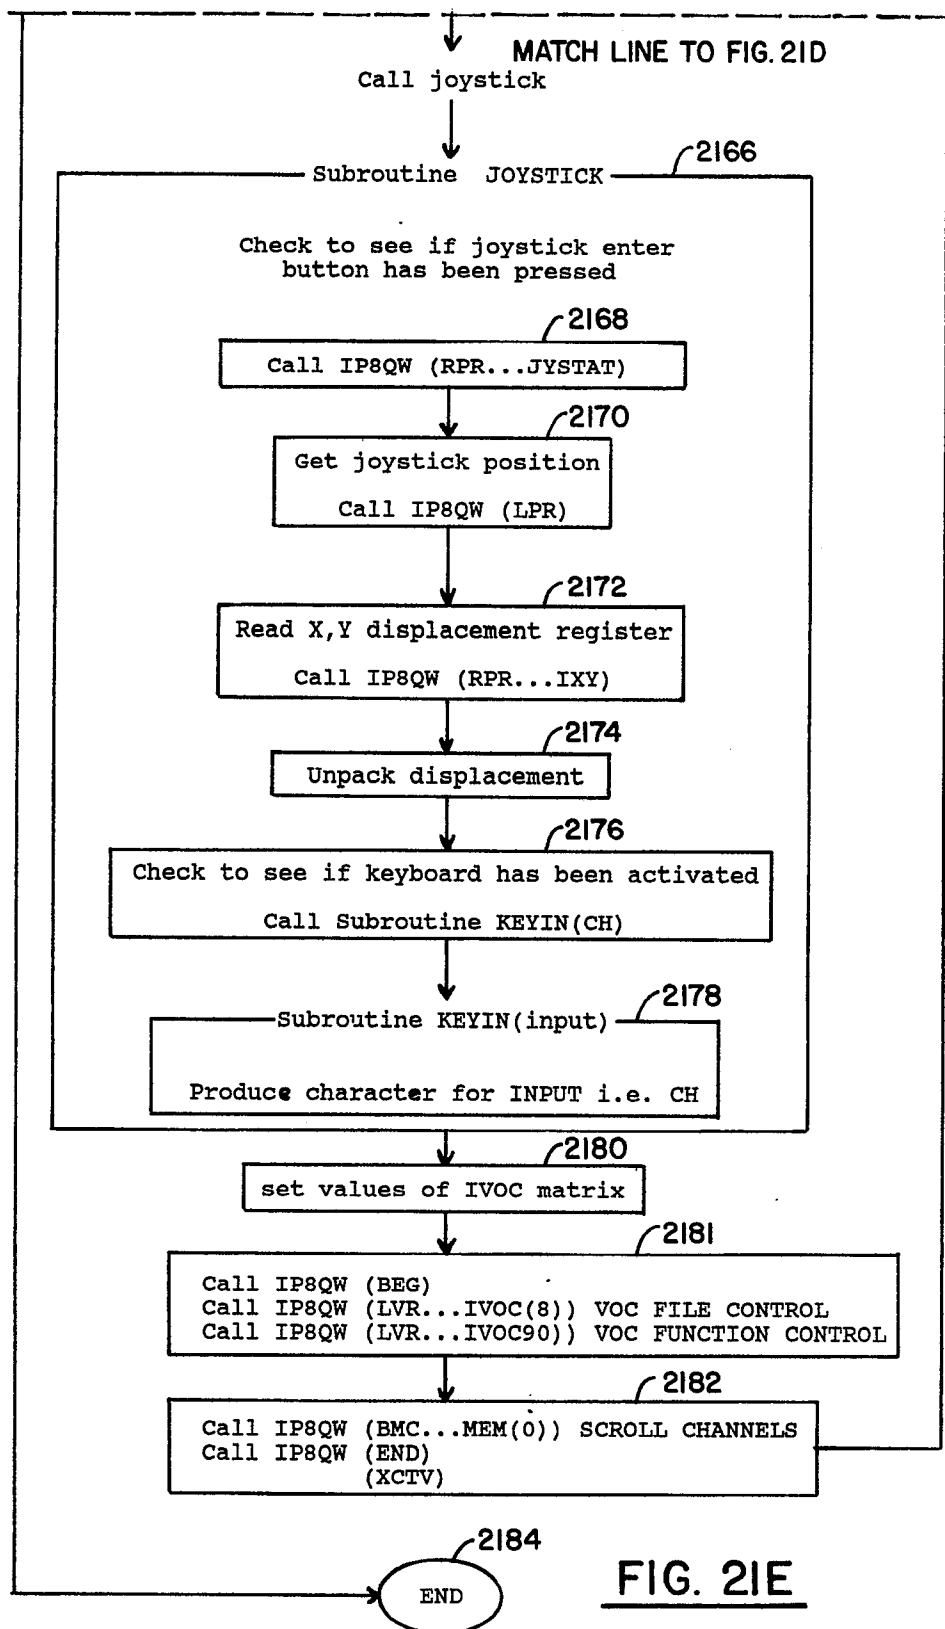 MATCH LINE TO FIG. 21D
Call joystick
2166
Subroutine JOYSTICK
Check to see if joystick enter
button has been pressed
2168
Call IP8QW (RPR...JYSTAT)
2170
Get joystick position
Call IP8QW (LPR)
2172
Read X,Y displacement register
Call IP8QW (RPR...IXY)
2174
Unpack displacement
2176
Check to see if keyboard has been activated
Call Subroutine KEYIN(CH)
2178
Subroutine KEYIN(input)
Produce character for INPUT i.e. CH
2180
set values of IVOC matrix
2181
Call IP8QW (BEG)
Call IP8QW (LVR...IVOC(8)) VOC FILE CONTROL
Call IP8QW (LVR...IVOC90)) VOC FUNCTION CONTROL
2182
Call IP8QW (BMC...MEM(0)) SCROLL CHANNELS
Call IP8QW (END)
(XCTV)
2184
END
FIG. 21E